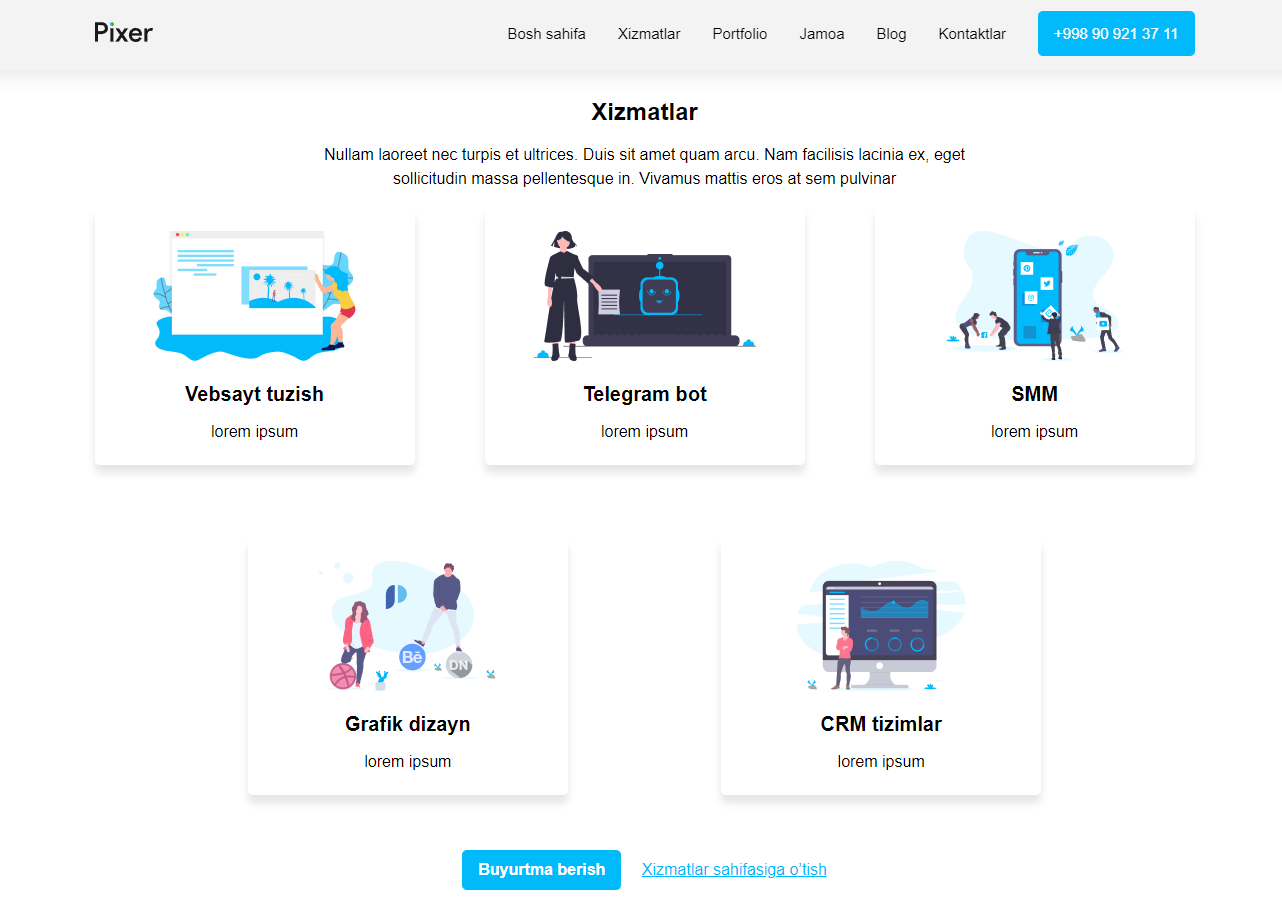 Pixer
Bosh sahifa
Xizmatlar
Portfolio
Jamoa
Blog
Kontaktlar
+998 90 921 37 11
Xizmatlar
Nullam laoreet nec turpis et ultrices. Duis sit amet quam arcu. Nam facilisis lacinia ex, eget
sollicitudin massa pellentesque in. Vivamus mattis eros at sem pulvinar
Vebsayt tuzish
lorem ipsum
Telegram bot
lorem ipsum
SMM
lorem ipsum
Bē
DN
Grafik dizayn
lorem ipsum
CRM tizimlar
lorem ipsum
Buyurtma berish
Xizmatlar sahifasiga o’tish